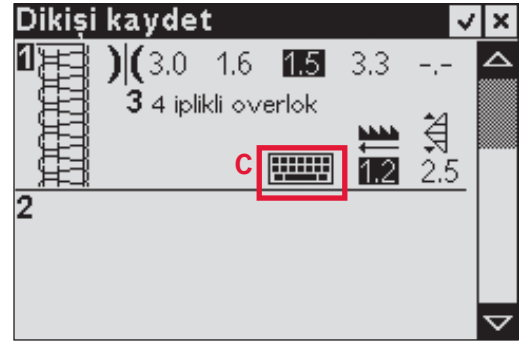 Dikişi kaydet
1 )|( 3.0 1.6 1.5 3.3 -.-
3 4 iplikli overlok
C 1.2 2.5
2